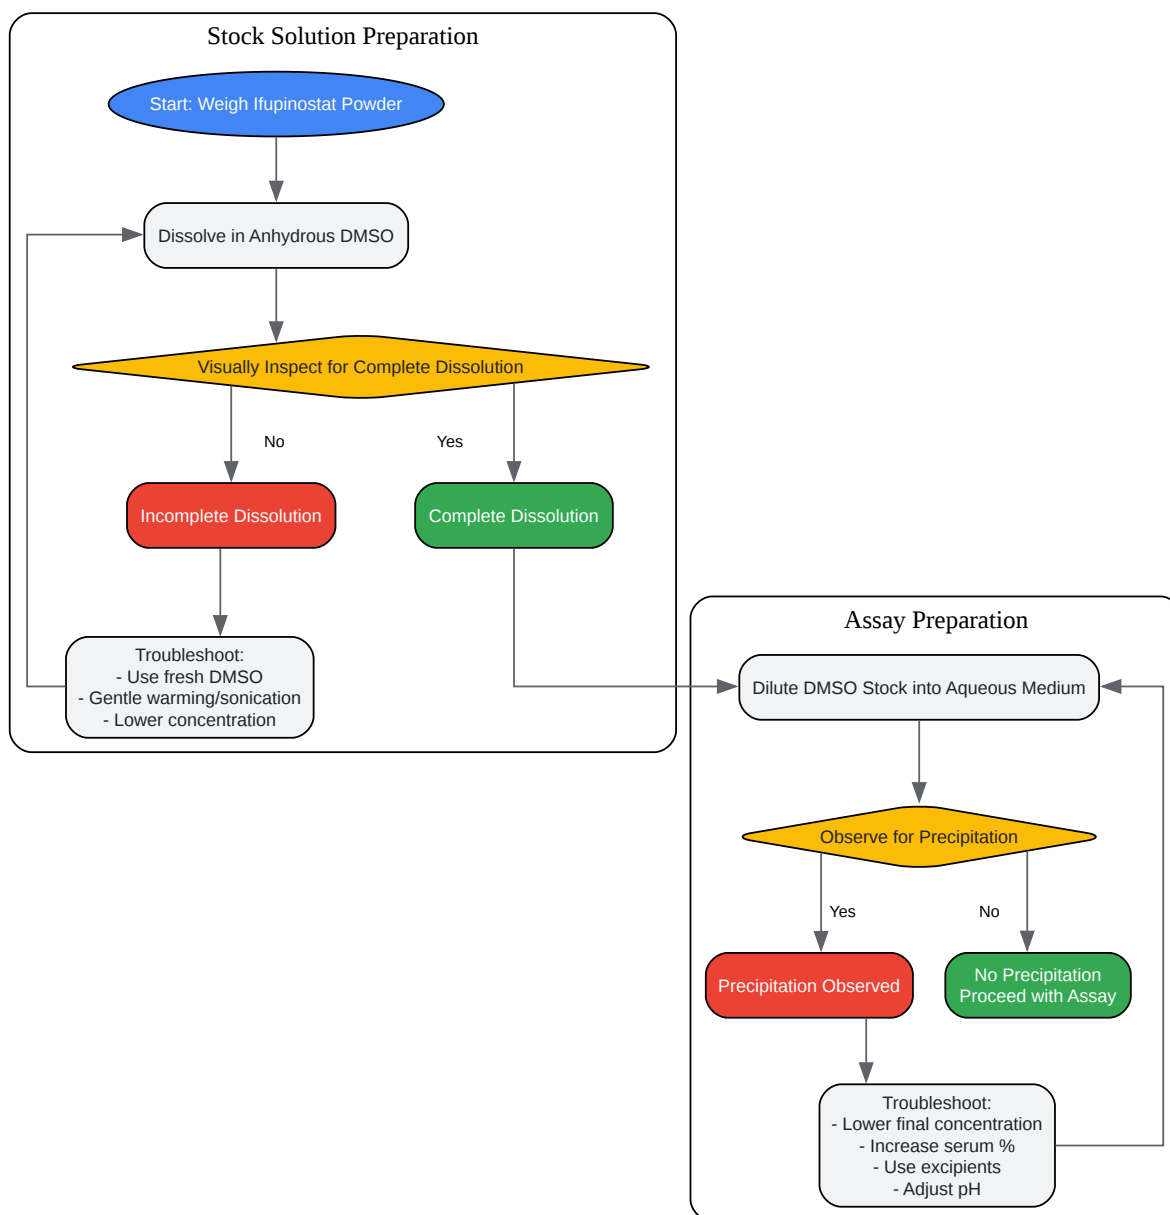 Stock Solution Preparation
Start: Weigh Ifupinostat Powder
Dissolve in Anhydrous DMSO
Visually Inspect for Complete Dissolution
No
Yes
Incomplete Dissolution
Complete Dissolution
Troubleshoot:
- Use fresh DMSO
- Gentle warming/sonication
- Lower concentration
Assay Preparation
Dilute DMSO Stock into Aqueous Medium
Observe for Precipitation
Yes
No
Precipitation Observed
No Precipitation
Proceed with Assay
Troubleshoot:
- Lower final concentration
- Increase serum %
- Use excipients
- Adjust pH